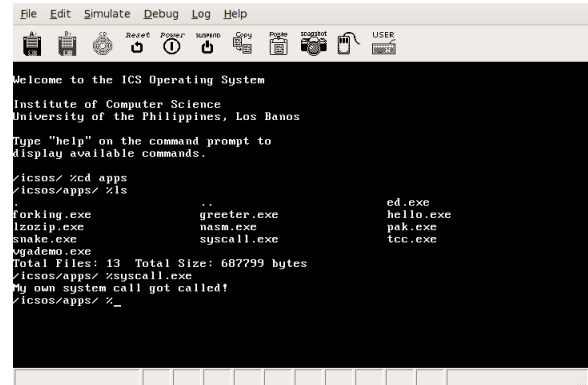 File Edit Simulate Debug Log Help
A: B: CD Reset Power SUSPEND Copy Paste snapshot USER
Welcome to the ICS Operating System
Institute of Computer Science
University of the Philippines, Los Banos
Type "help" on the command prompt to
display available commands.
/icsos/ %cd apps
/icsos/apps/ %ls
. .. ed.exe
forking.exe greeter.exe hello.exe
lzozip.exe nasm.exe pak.exe
snake.exe syscall.exe tcc.exe
vgademo.exe
Total Files: 13 Total Size: 687799 bytes
/icsos/apps/ %syscall.exe
My own system call got called!
/icsos/apps/ %_